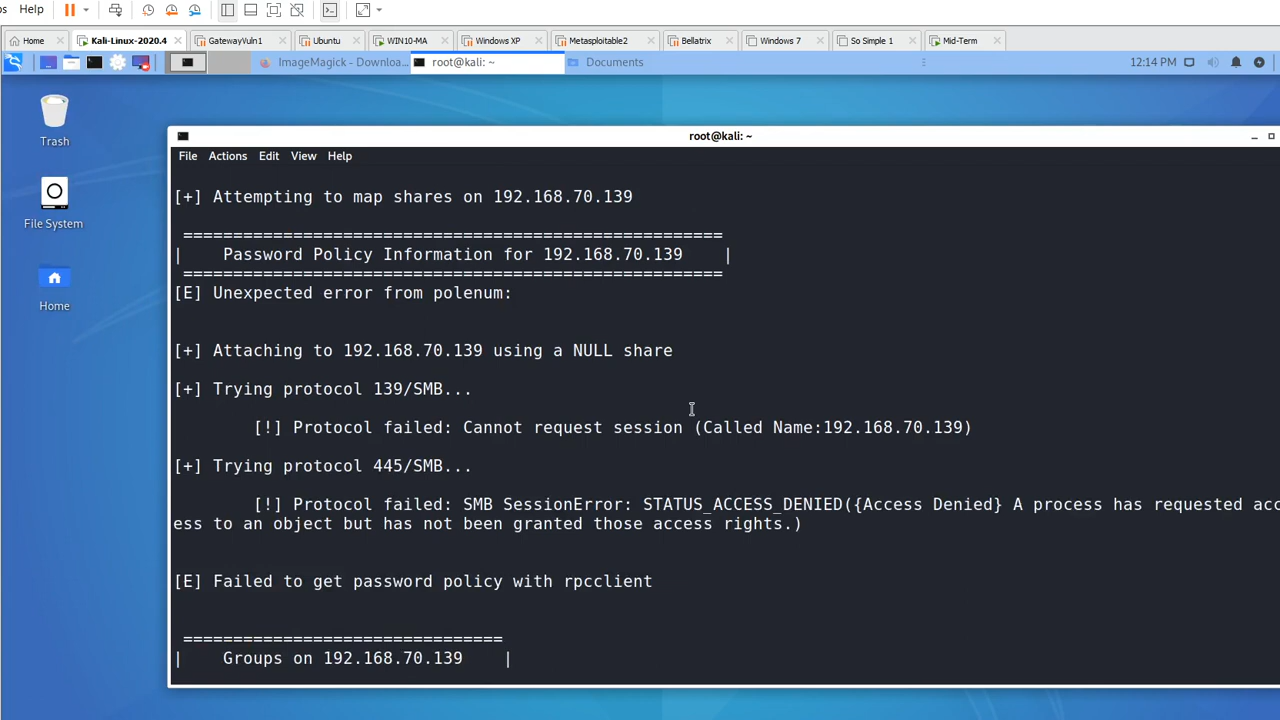 ps Help
Home Kali-Linux-2020.4 GatewayVuln1 Ubuntu WIN10-MA Windows XP Metasploitable2 Bellatrix Windows 7 So Simple 1 Mid-Term
ImageMagick - Downloa... root@kali: ~ Documents 12:14 PM
Trash
File System
Home
root@kali: ~
File Actions Edit View Help
[+] Attempting to map shares on 192.168.70.139
======================================================
| Password Policy Information for 192.168.70.139 |
======================================================
[E] Unexpected error from polenum:
[+] Attaching to 192.168.70.139 using a NULL share
[+] Trying protocol 139/SMB...
[!] Protocol failed: Cannot request session (Called Name:192.168.70.139)
[+] Trying protocol 445/SMB...
[!] Protocol failed: SMB SessionError: STATUS_ACCESS_DENIED({Access Denied} A process has requested acc
ess to an object but has not been granted those access rights.)
[E] Failed to get password policy with rpcclient
================================
| Groups on 192.168.70.139 |